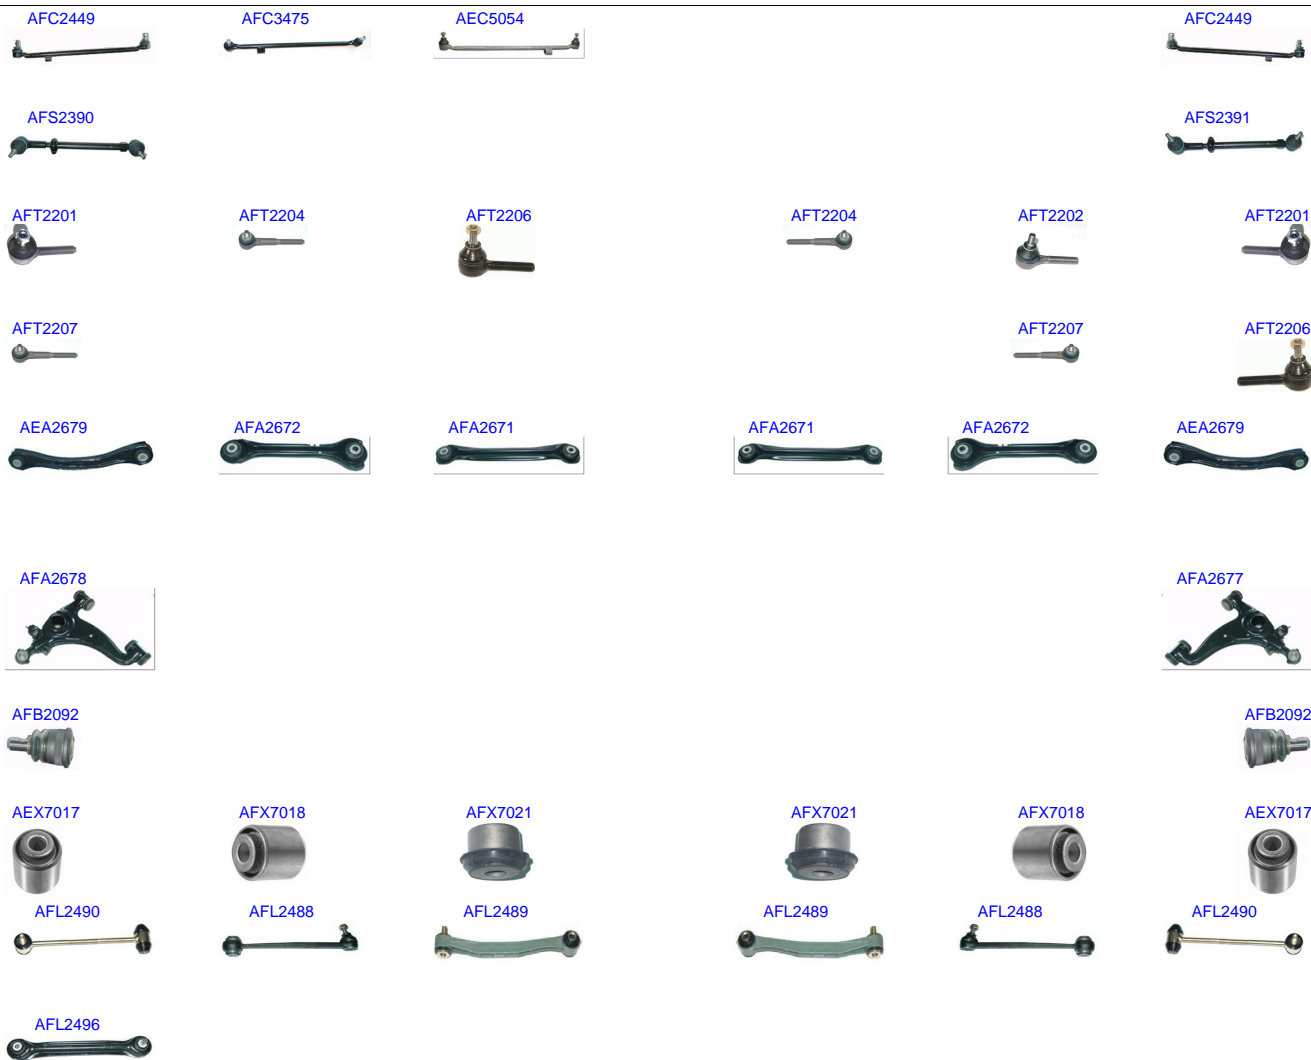 AFC2449 AFC3475 AEC5054 AFC2449
AFS2390 AFS2391
AFT2201 AFT2204 AFT2206 AFT2204 AFT2202 AFT2201
AFT2207 AFT2207 AFT2206
AEA2679 AFA2672 AFA2671 AFA2671 AFA2672 AEA2679
AFA2678 AFA2677
AFB2092 AFB2092
AEX7017 AFX7018 AFX7021 AFX7021 AFX7018 AEX7017
AFL2490 AFL2488 AFL2489 AFL2489 AFL2488 AFL2490
AFL2496